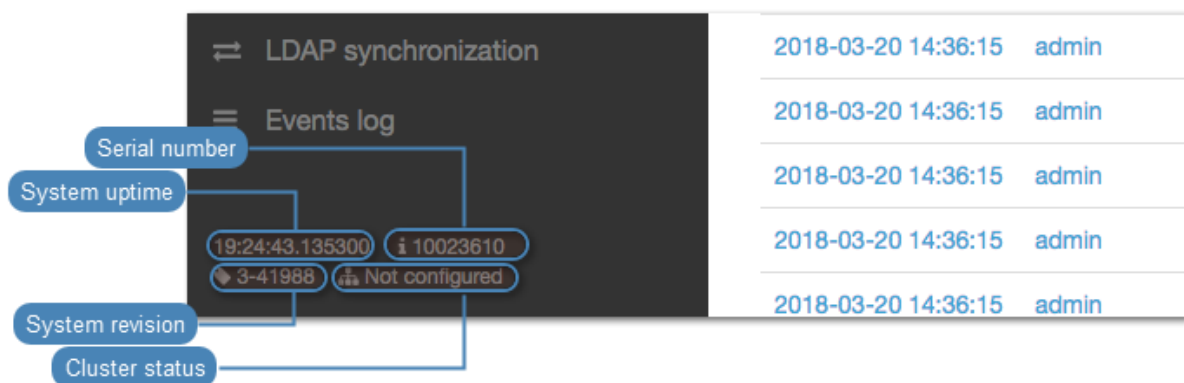 LDAP synchronization
Events log
Serial number
System uptime
19:24:43.135300 10023610
3-41988 Not configured
System revision
Cluster status
2018-03-20 14:36:15 admin
2018-03-20 14:36:15 admin
2018-03-20 14:36:15 admin
2018-03-20 14:36:15 admin
2018-03-20 14:36:15 admin